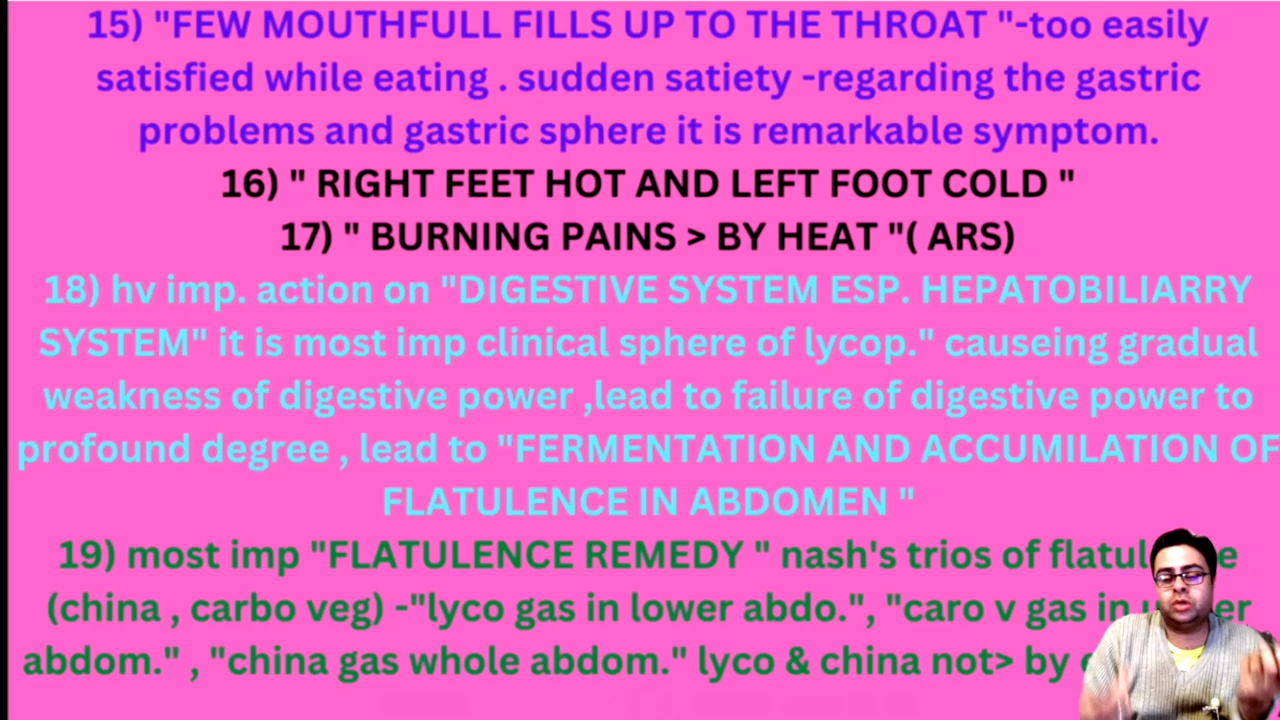 15) "FEW MOUTHFULL FILLS UP TO THE THROAT "-too easily
satisfied while eating . sudden satiety -regarding the gastric
problems and gastric sphere it is remarkable symptom.
16) " RIGHT FEET HOT AND LEFT FOOT COLD "
17) " BURNING PAINS > BY HEAT "( ARS)
18) hv imp. action on "DIGESTIVE SYSTEM ESP. HEPATOBILIARRY
SYSTEM" it is most imp clinical sphere of lycop." causeing gradual
weakness of digestive power ,lead to failure of digestive power to
profound degree , lead to "FERMENTATION AND ACCUMILATION OF
FLATULENCE IN ABDOMEN "
19) most imp "FLATULENCE REMEDY " nash's trios of
(china , carbo veg) -"lyco gas in lower abdo.", "caro v gas in
abdom." , "china gas whole abdom." lyco & china not> by